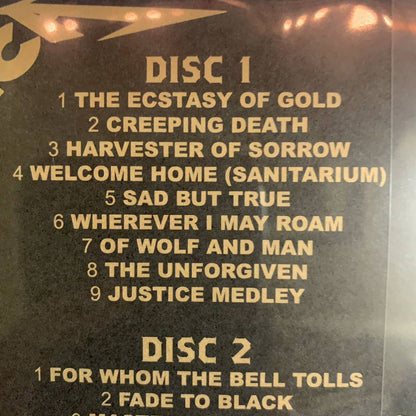 DISC 1
1 THE ECSTASY OF GOLD
2 CREEPING DEATH
3 HARVESTER OF SORROW
4 WELCOME HOME (SANITARIUM)
5 SAD BUT TRUE
6 WHEREVER I MAY ROAM
7 OF WOLF AND MAN
8 THE UNFORGIVEN
9 JUSTICE MEDLEY
DISC 2
1 FOR WHOM THE BELL TOLLS
2 FADE TO BLACK